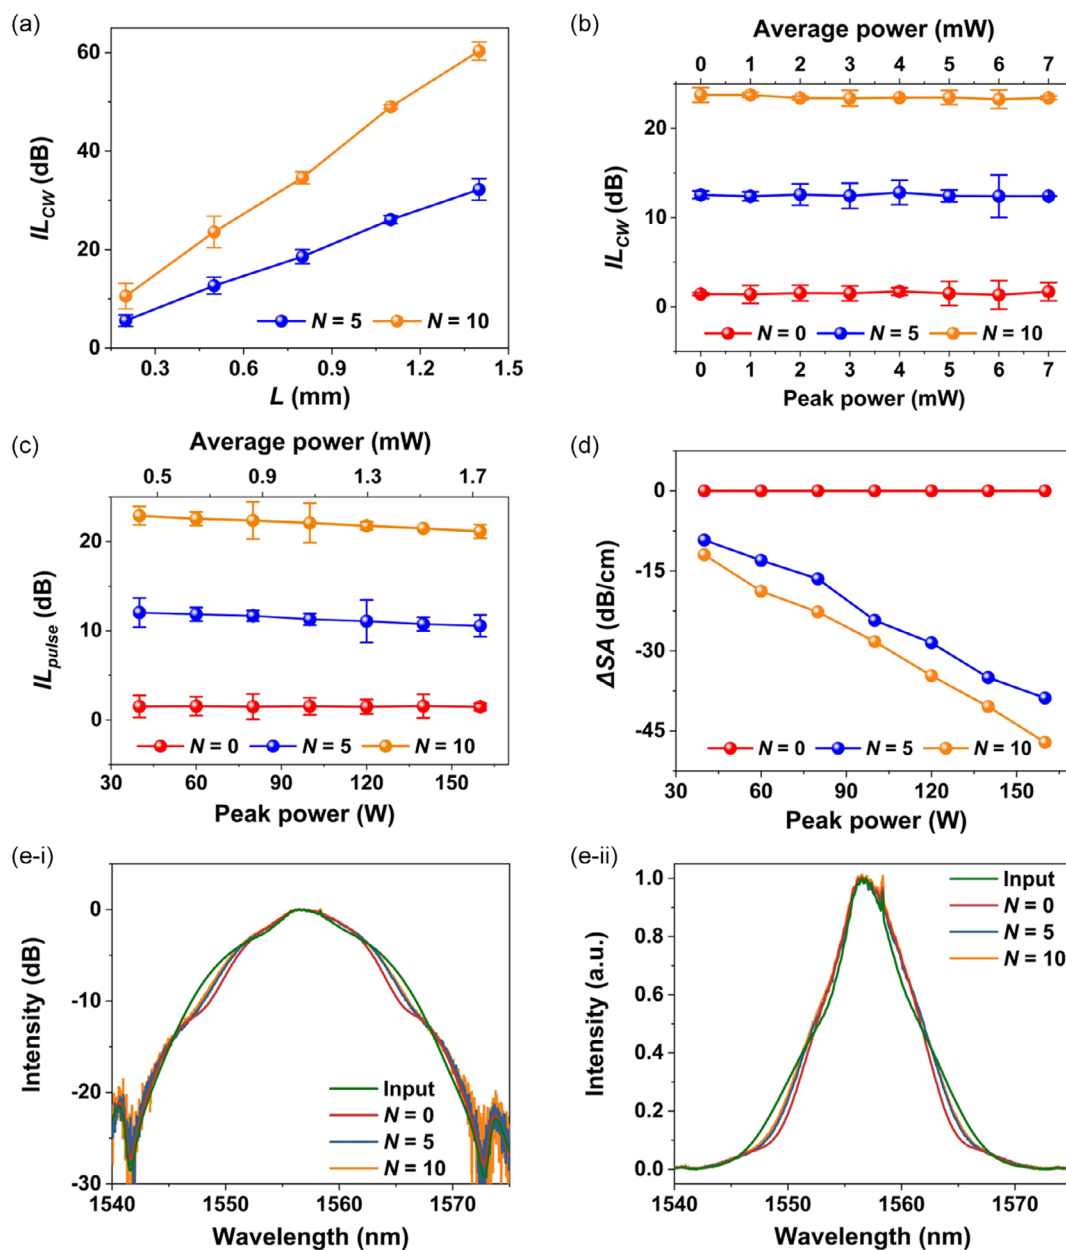 (a)
60
40
20
0
IL_CW (dB)
N = 5 N = 10
0.3 0.6 0.9 1.2 1.5
L (mm)
(b)
Average power (mW)
0 1 2 3 4 5 6 7
20
10
0
IL_CW (dB)
N = 0 N = 5 N = 10
0 1 2 3 4 5 6 7
Peak power (mW)
(c)
Average power (mW)
0.5 0.9 1.3 1.7
20
10
0
IL_pulse (dB)
N = 0 N = 5 N = 10
30 60 90 120 150
Peak power (W)
(d)
0
-15
-30
-45
ΔSA (dB/cm)
N = 0 N = 5 N = 10
30 60 90 120 150
Peak power (W)
(e-i)
0
-10
-20
-30
Intensity (dB)
Input
N = 0
N = 5
N = 10
1540 1550 1560 1570
Wavelength (nm)
(e-ii)
1.0
0.8
0.6
0.4
0.2
0.0
Intensity (a.u.)
Input
N = 0
N = 5
N = 10
1540 1550 1560 1570
Wavelength (nm)